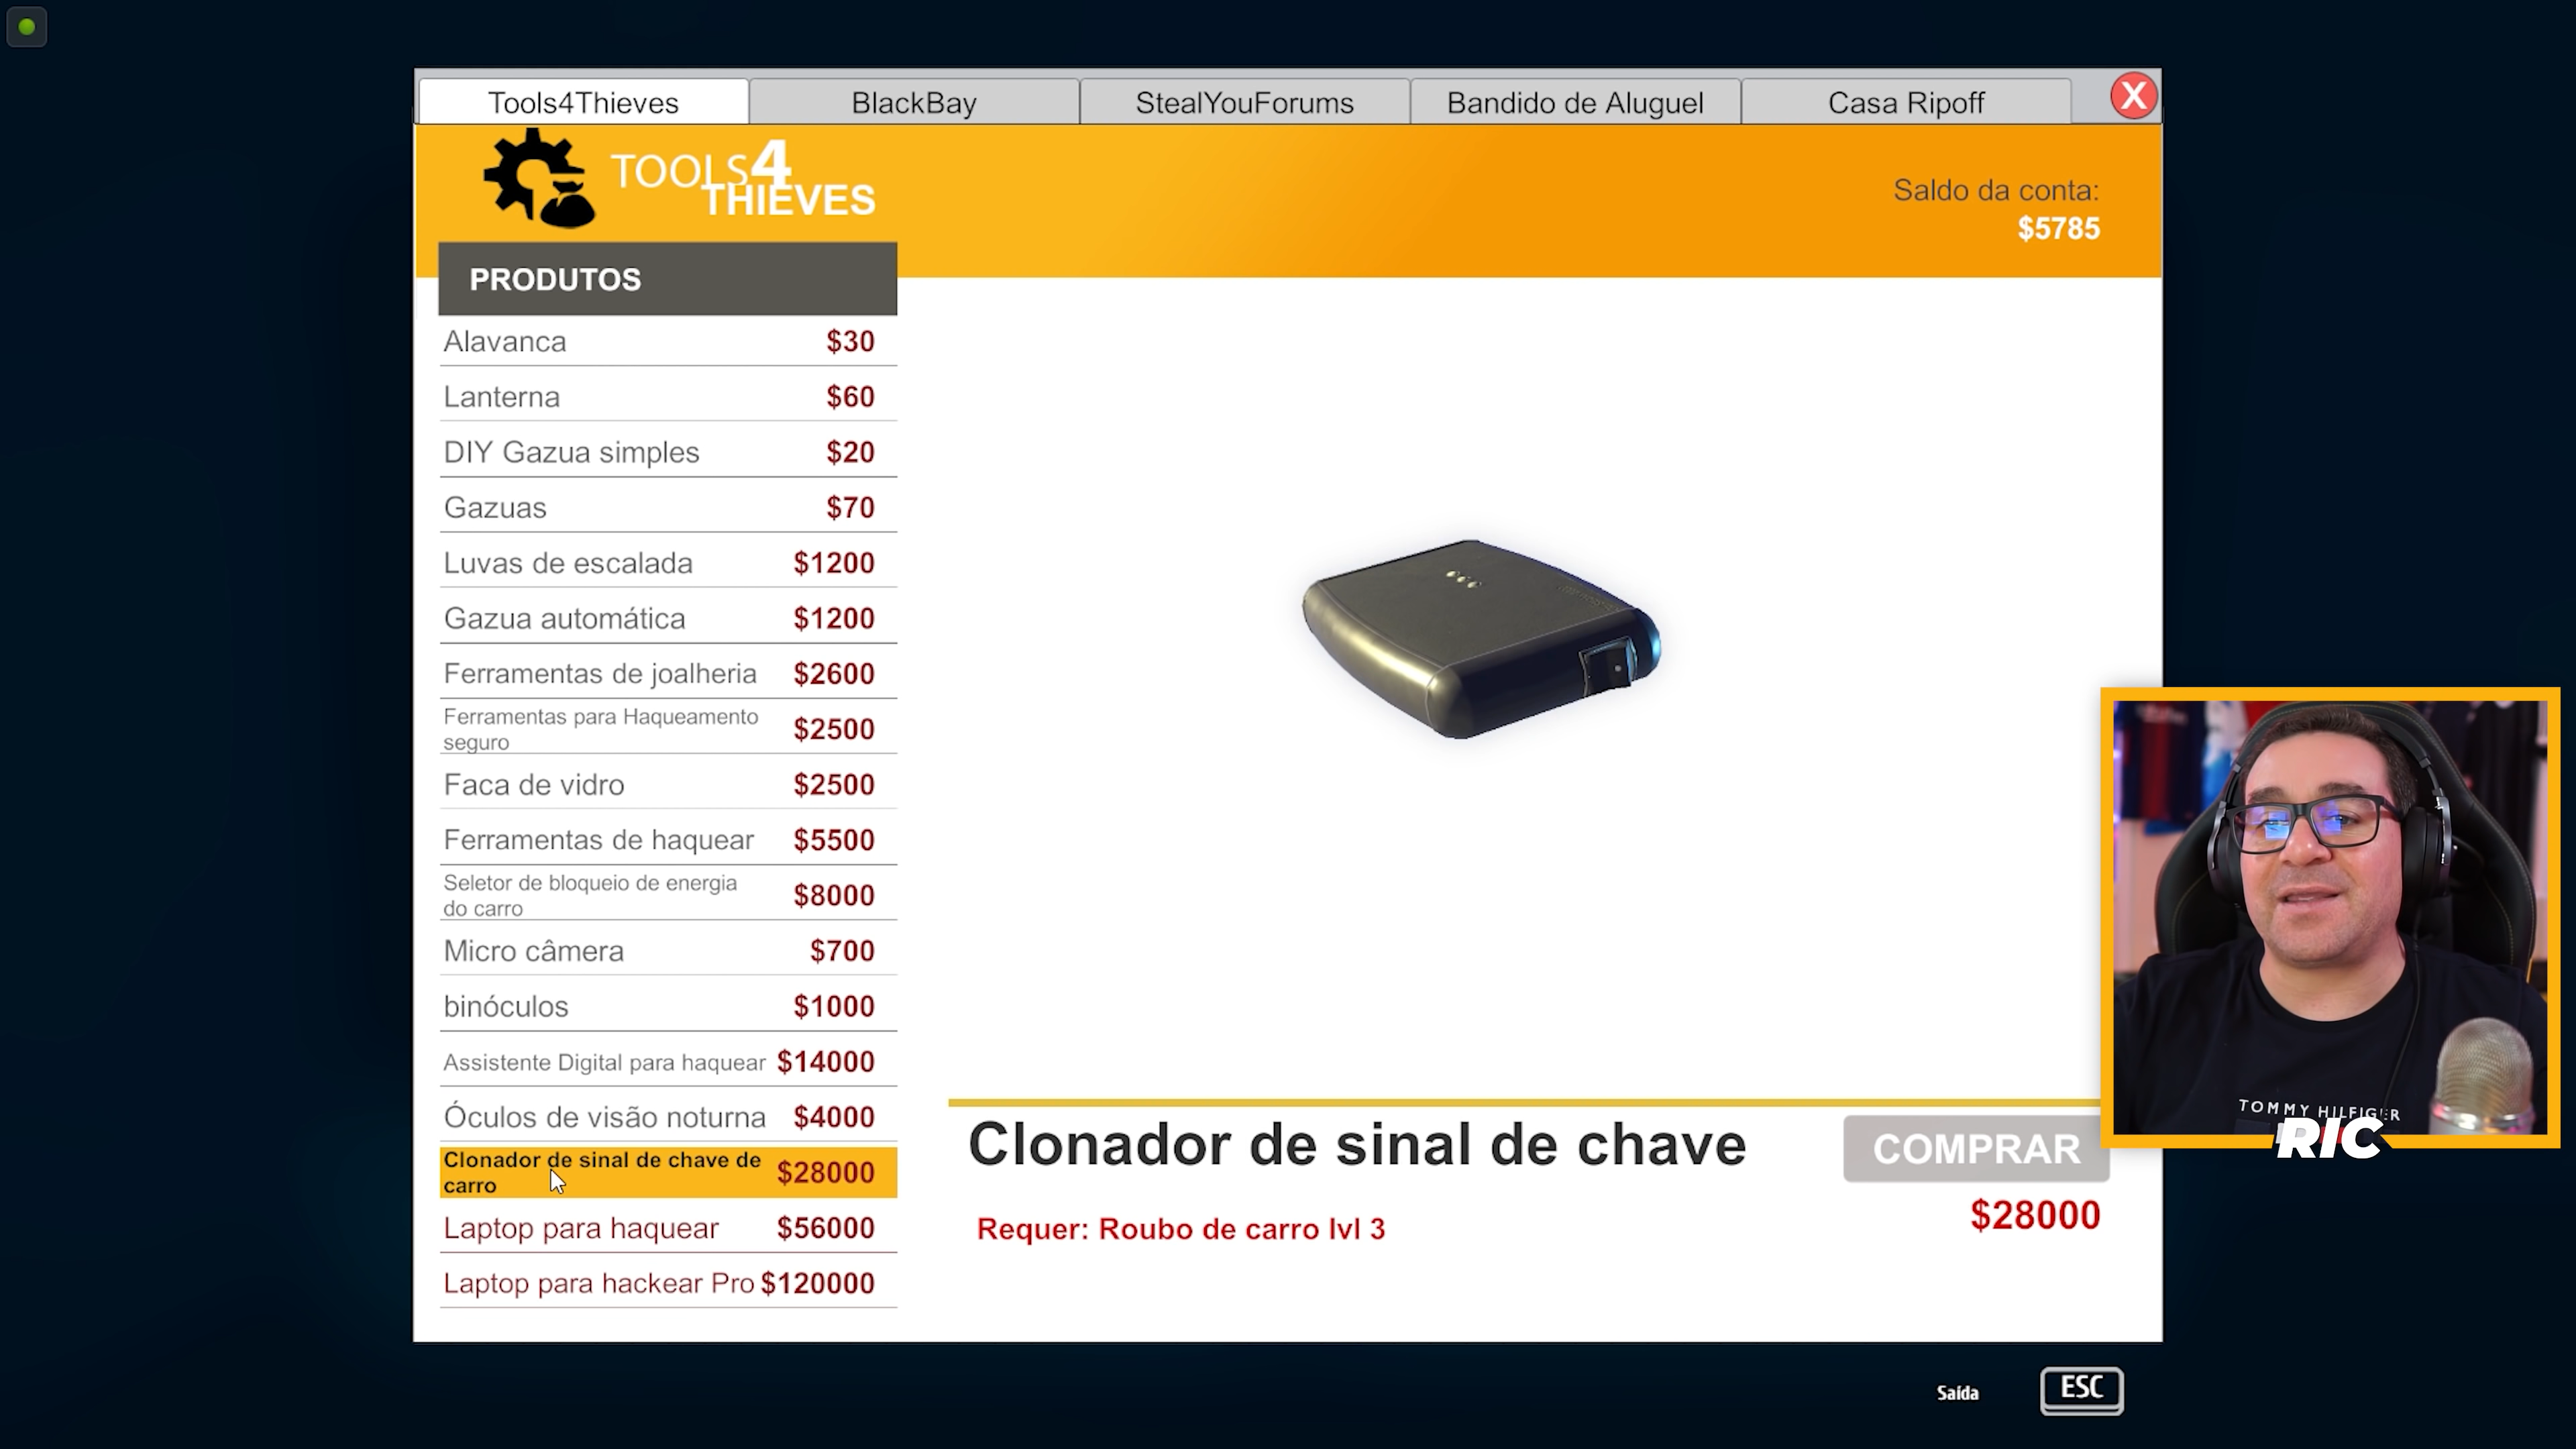 Tools4Thieves
BlackBay
StealYouForums
Bandido de Aluguel
Casa Ripoff
X
TOOLS4
THIEVES
Saldo da conta:
$5785
PRODUTOS
Alavanca $30
Lanterna $60
DIY Gazua simples $20
Gazuas $70
Luvas de escalada $1200
Gazua automática $1200
Ferramentas de joalheria $2600
Ferramentas para Haqueamento
seguro $2500
Faca de vidro $2500
Ferramentas de haquear $5500
Seletor de bloqueio de energia
do carro $8000
Micro câmera $700
binóculos $1000
Assistente Digital para haquear $14000
Óculos de visão noturna $4000
Clonador de sinal de chave de
carro $28000
Laptop para haquear $56000
Laptop para hackear Pro $120000
Clonador de sinal de chave
COMPRAR
Requer: Roubo de carro lvl 3
$28000
TOMMY HILFIGER
RIC
Saída
ESC